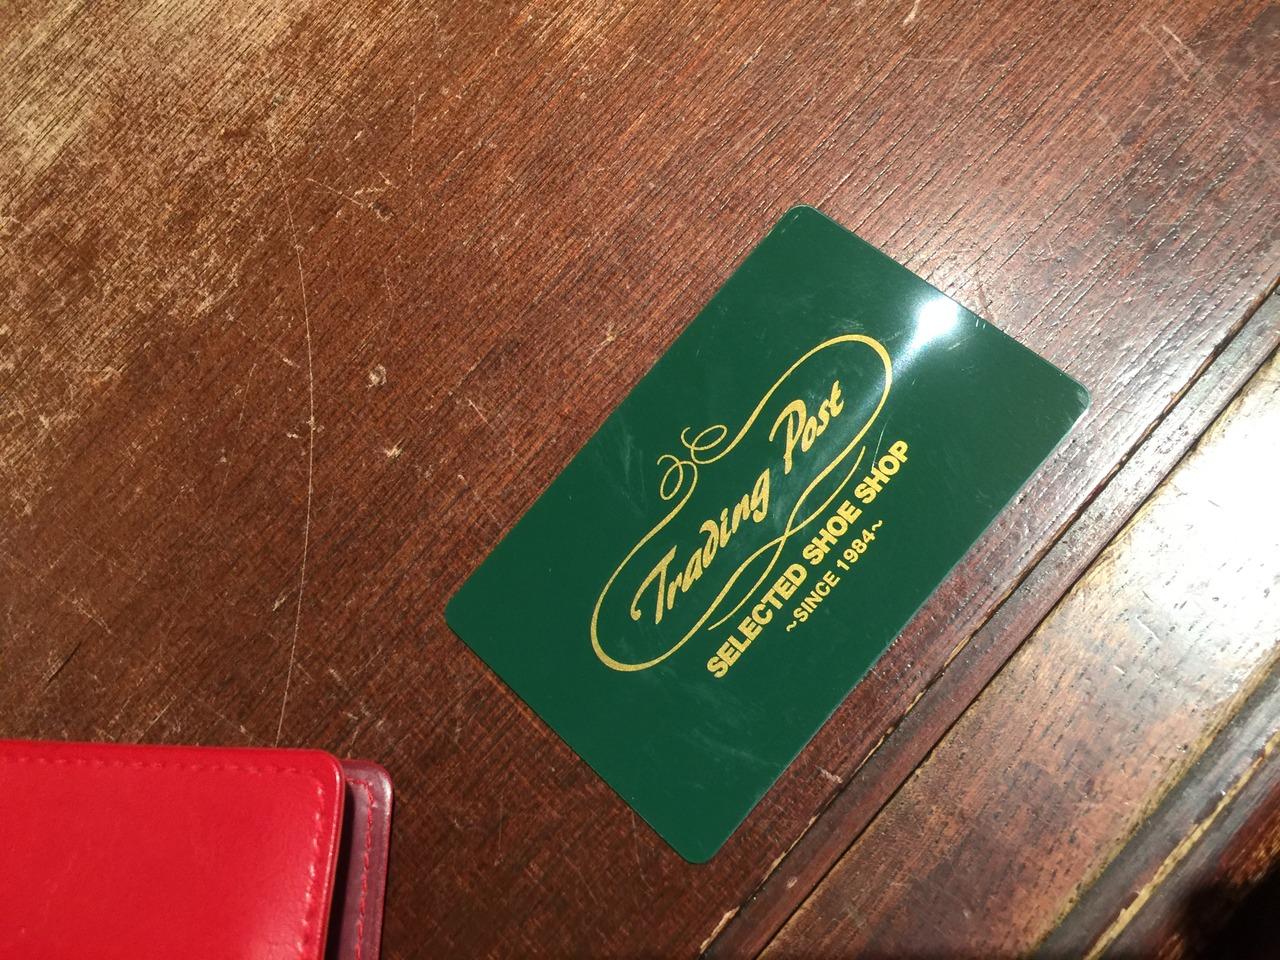 Trading Post
SELECTED SHOE SHOP
~SINCE 1984~